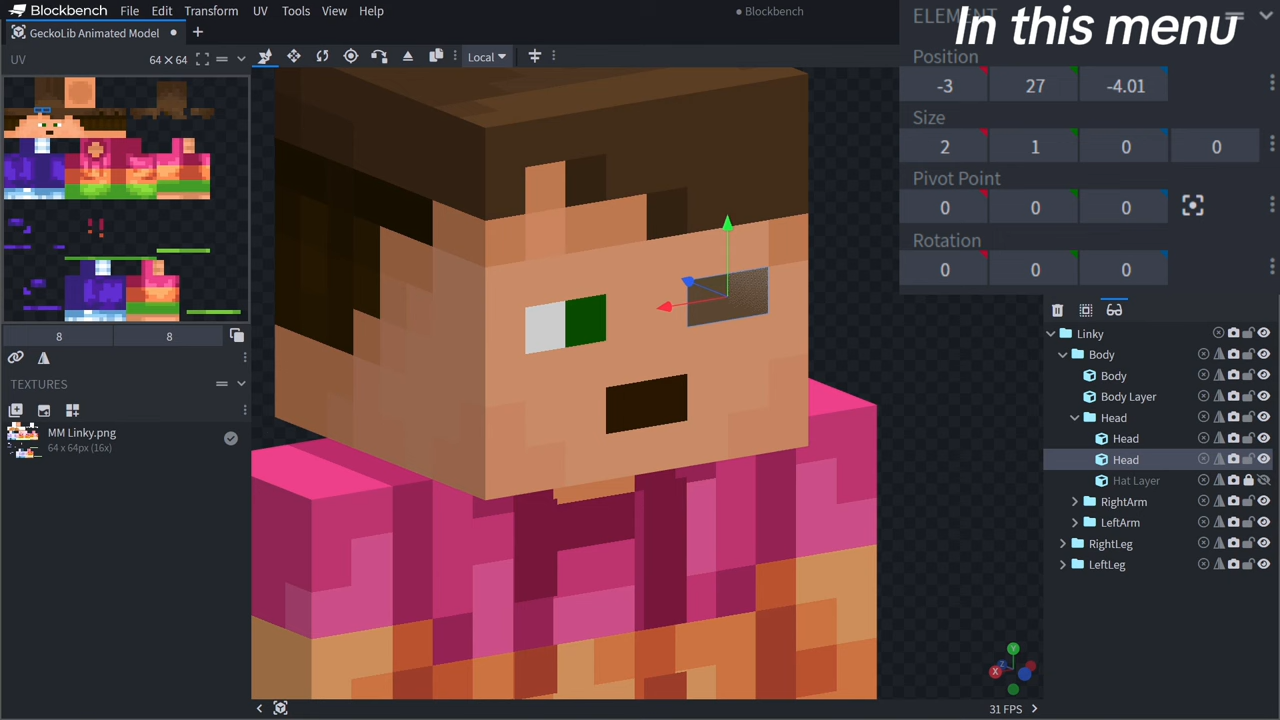 Blockbench File Edit Transform UV Tools View Help
Blockbench
GeckoLib Animated Model
UV 64 × 64
Local
ELEMENT
In this menu
Position
-3 27 -4.01
Size
2 1 0 0
Pivot Point
0 0 0
Rotation
0 0 0
8 8
TEXTURES
MM Linky.png
64 x 64px (16x)
Linky
Body
Body
Body Layer
Head
Head
Head
Hat Layer
RightArm
LeftArm
RightLeg
LeftLeg
Y
X
Z
31 FPS